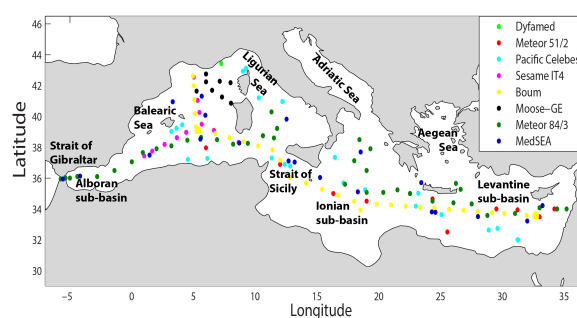 46
44
42
40
38
36
34
32
30
Latitude
−5
0
5
10
15
20
25
30
35
Longitude
Dyfamed
Meteor 51/2
Pacific Celebes
Sesame IT4
Boum
Moose−GE
Meteor 84/3
MedSEA
Ligurian
Sea
Adriatic Sea
Balearic
Sea
Aegean
Sea
Strait of
Gibraltar
Alboran
sub-basin
Strait of
Sicily
Ionian
sub-basin
Levantine
sub-basin